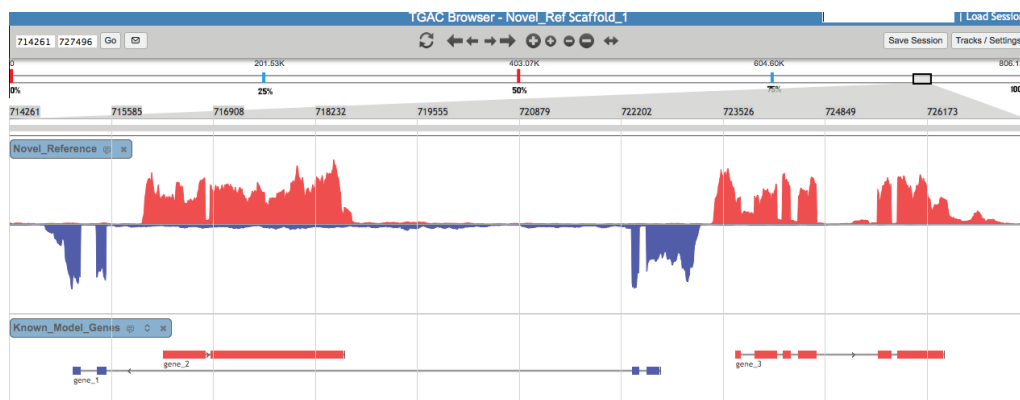 TGAC Browser - Novel_Ref Scaffold_1 | Load Sessio
714261 727496 Go Save Session Tracks / Settings
0 201.53K 403.07K 604.60K 806.1
0% 25% 50% 75% 100
714261 715585 716908 718232 719555 720879 722202 723526 724849 726173
Novel_Reference
Known_Model_Genes
gene_2 gene_3
gene_1